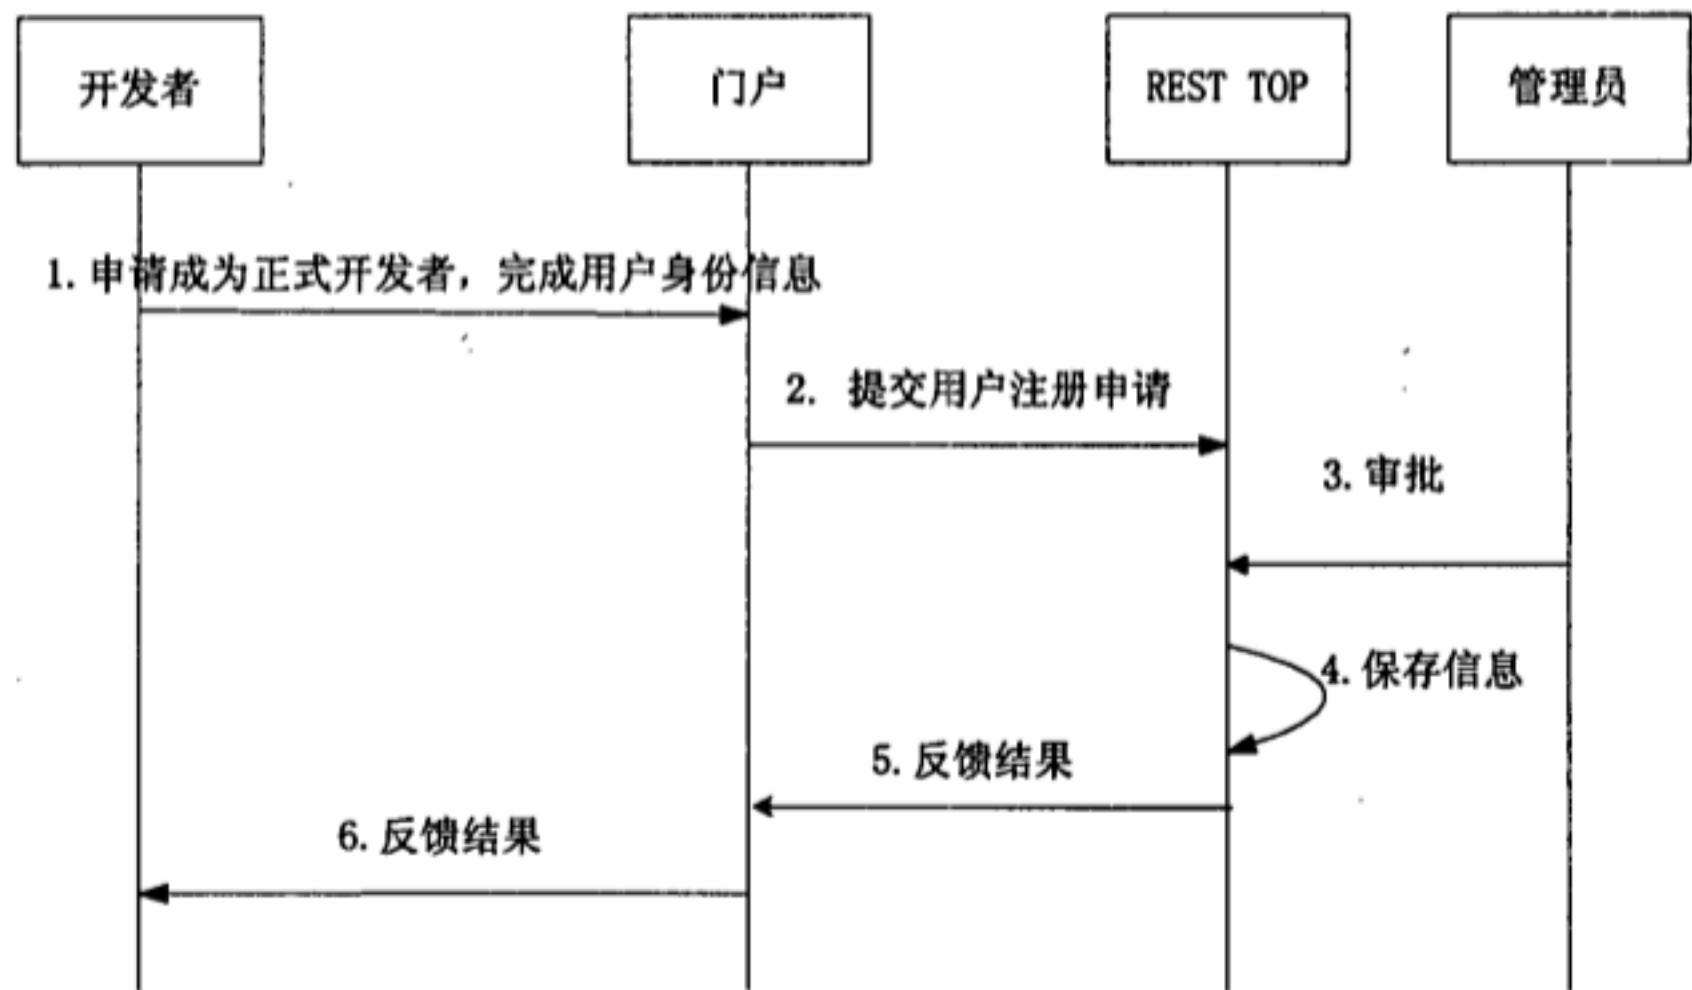 开发者
门户
REST TOP
管理员
1.申请成为正式开发者，完成用户身份信息
2. 提交用户注册申请
3.审批
4.保存信息
5.反馈结果
6.反馈结果